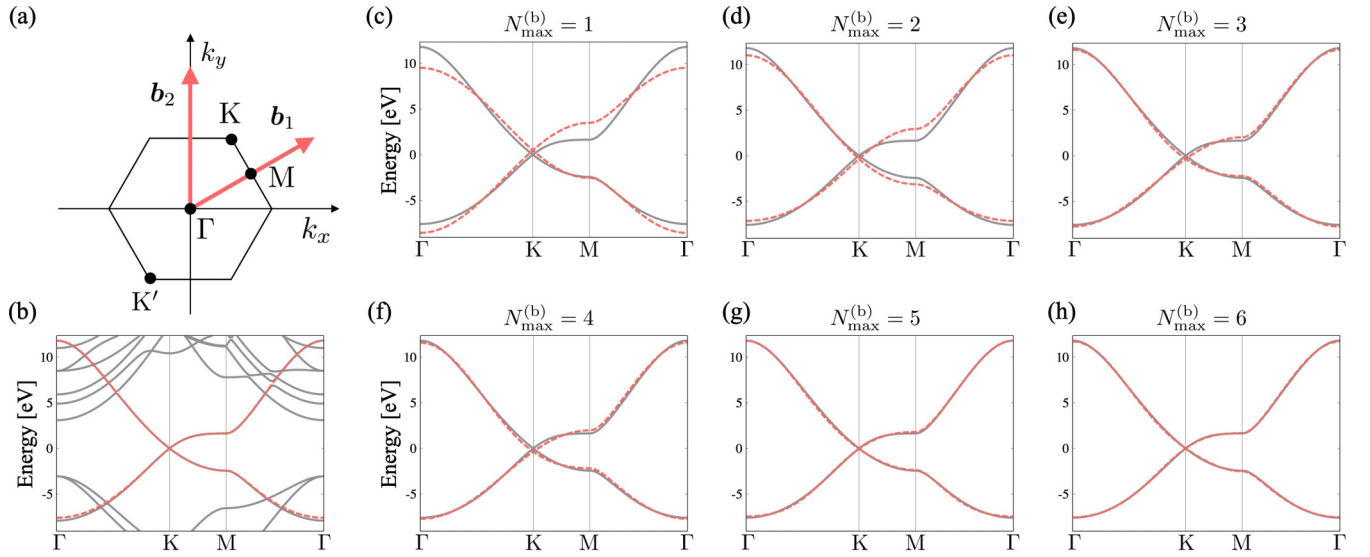 (a)
k_y
b_2
K
b_1
M
Γ
k_x
K′
(b)
Energy [eV]
10
5
0
-5
Γ K M Γ
(c)
N_max^(b) = 1
Energy [eV]
10
5
0
-5
Γ K M Γ
(d)
N_max^(b) = 2
10
5
0
-5
Γ K M Γ
(e)
N_max^(b) = 3
10
5
0
-5
Γ K M Γ
(f)
N_max^(b) = 4
Energy [eV]
10
5
0
-5
Γ K M Γ
(g)
N_max^(b) = 5
10
5
0
-5
Γ K M Γ
(h)
N_max^(b) = 6
10
5
0
-5
Γ K M Γ